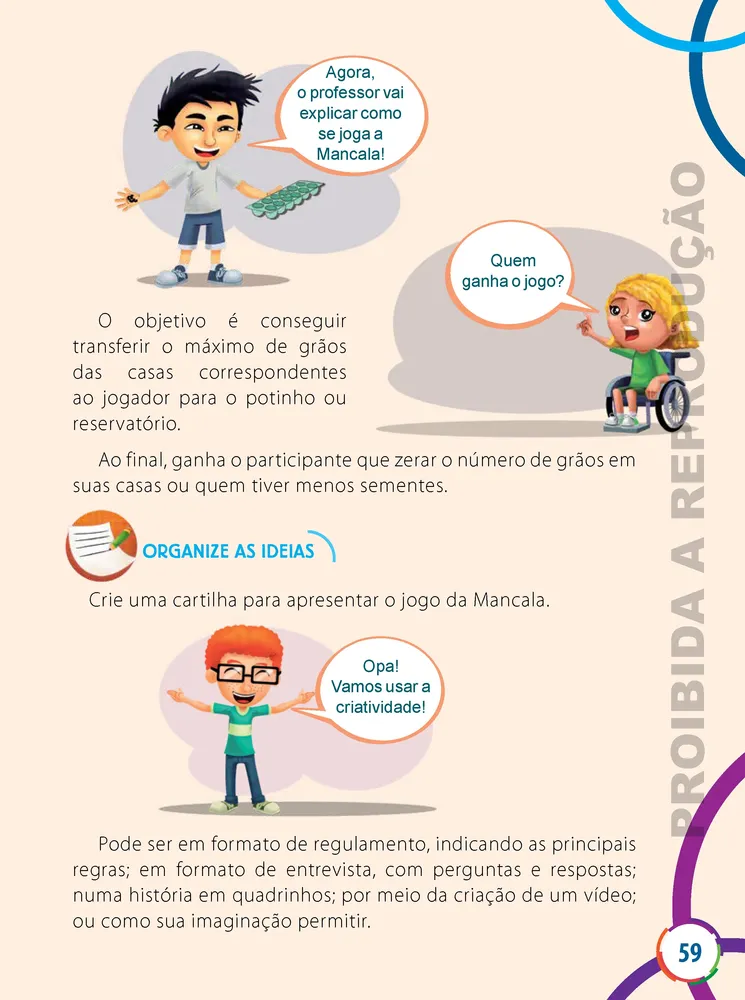 Agora,
o professor vai
explicar como
se joga a
Mancala!
Quem
ganha o jogo?
O objetivo é conseguir
transferir o máximo de grãos
das casas correspondentes
ao jogador para o potinho ou
reservatório.
Ao final, ganha o participante que zerar o número de grãos em
suas casas ou quem tiver menos sementes.
ORGANIZE AS IDEIAS
Crie uma cartilha para apresentar o jogo da Mancala.
Opa!
Vamos usar a
criatividade!
Pode ser em formato de regulamento, indicando as principais
regras; em formato de entrevista, com perguntas e respostas;
numa história em quadrinhos; por meio da criação de um vídeo;
ou como sua imaginação permitir.
PROIBIDA A REPRODUÇÃO
59